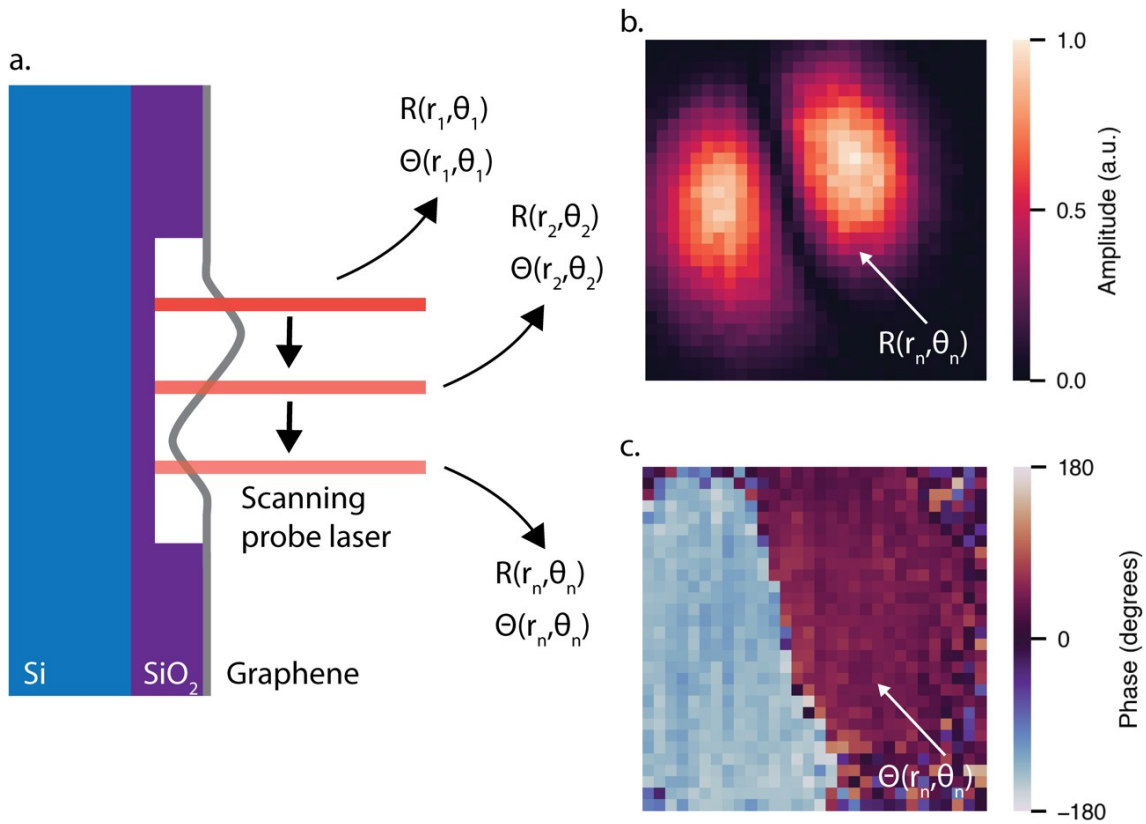 a.
R(r₁,θ₁)
Θ(r₁,θ₁)
R(r₂,θ₂)
Θ(r₂,θ₂)
Scanning
probe laser
R(rₙ,θₙ)
Θ(rₙ,θₙ)
Si
SiO₂
Graphene
b.
R(rₙ,θₙ)
1.0
0.5
0.0
Amplitude (a.u.)
c.
Θ(rₙ,θₙ)
180
0
−180
Phase (degrees)